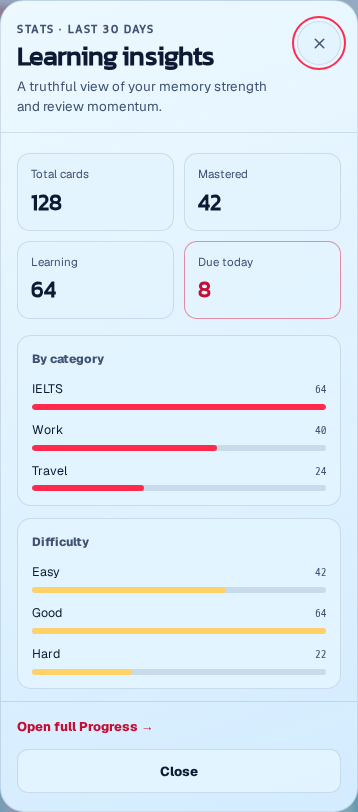 STATS · LAST 30 DAYS
Learning insights
A truthful view of your memory strength
and review momentum.
Total cards
128
Mastered
42
Learning
64
Due today
8
By category
IELTS 64
Work 40
Travel 24
Difficulty
Easy 42
Good 64
Hard 22
Open full Progress →
Close